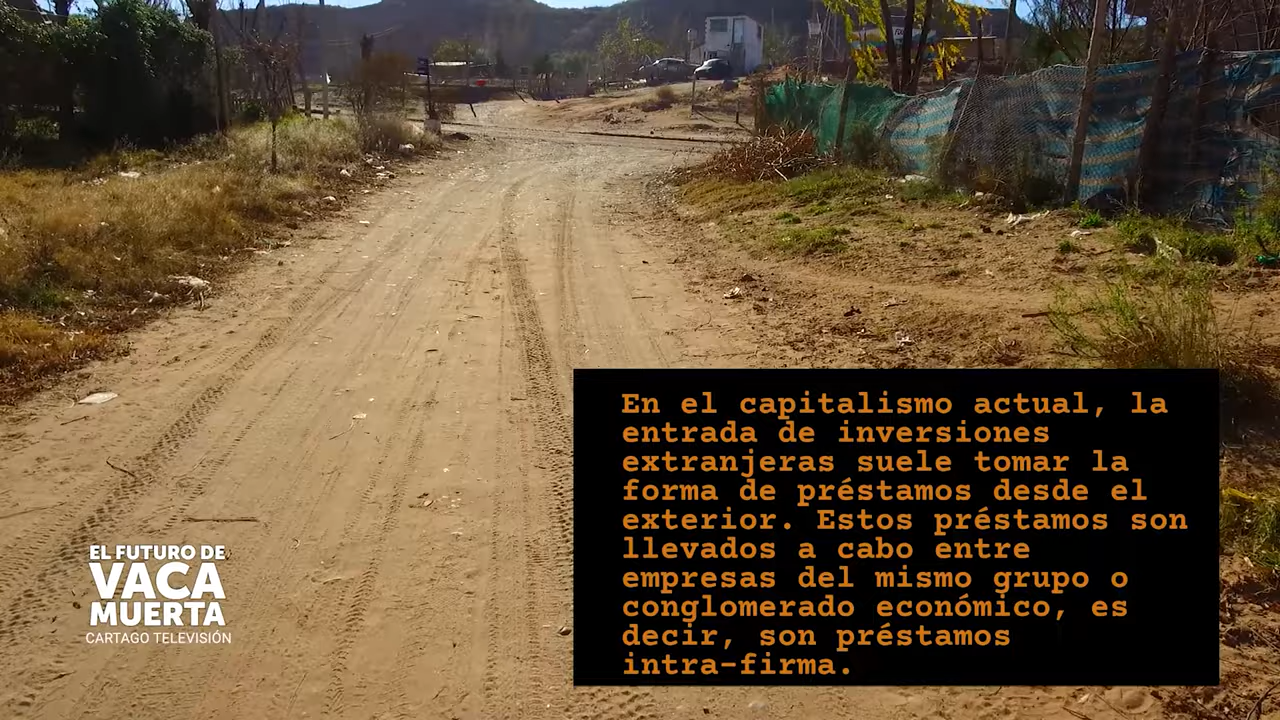 En el capitalismo actual, la
entrada de inversiones
extranjeras suele tomar la
forma de préstamos desde el
exterior. Estos préstamos son
llevados a cabo entre
empresas del mismo grupo o
conglomerado económico, es
decir, son préstamos
intra-firma.
EL FUTURO DE
VACA
MUERTA
CARTAGO TELEVISIÓN